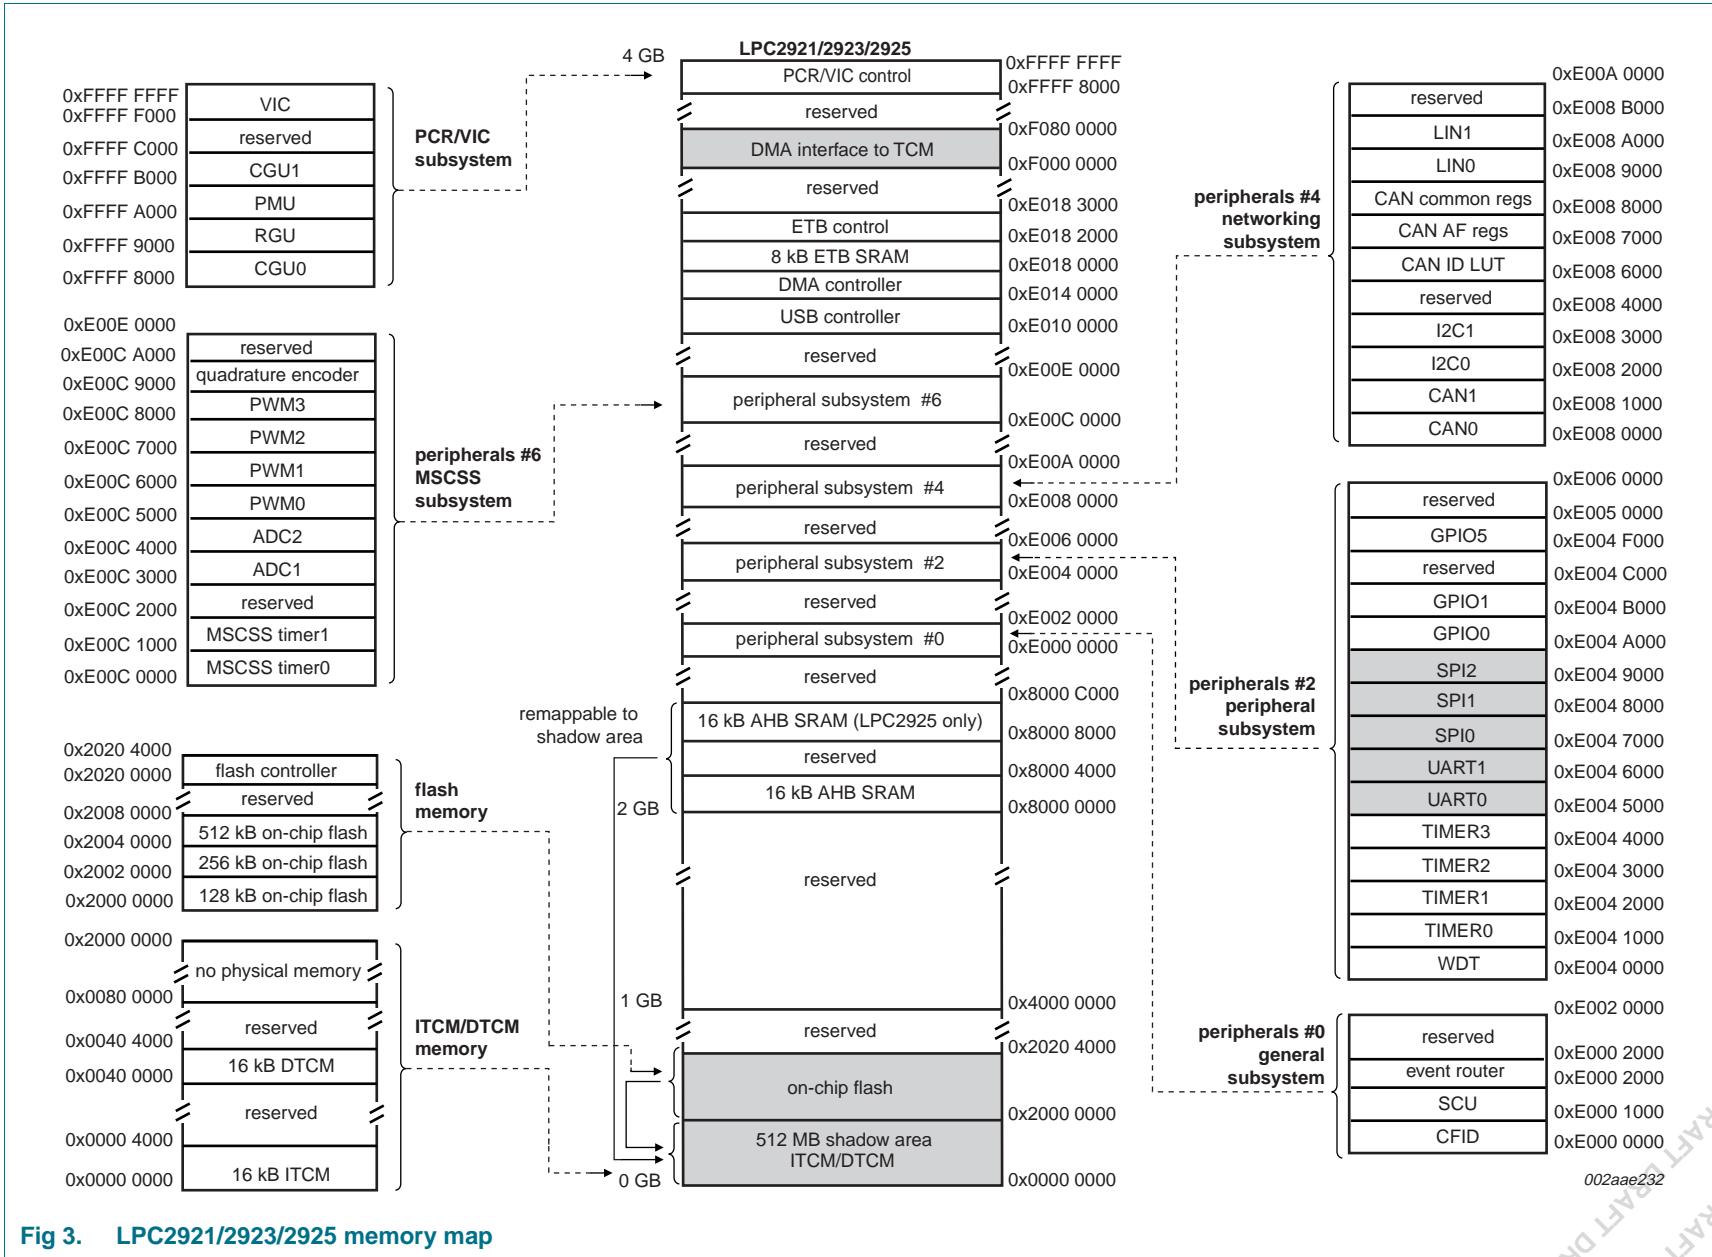 LPC2921/2923/2925
4 GB
PCR/VIC control
0xFFFF FFFF
0xFFFF 8000
reserved
0xF080 0000
DMA interface to TCM
0xF000 0000
reserved
0xE018 3000
ETB control
0xE018 2000
8 kB ETB SRAM
0xE018 0000
DMA controller
0xE014 0000
USB controller
0xE010 0000
reserved
0xE00E 0000
peripheral subsystem #6
0xE00C 0000
reserved
0xE00A 0000
peripheral subsystem #4
0xE008 0000
reserved
0xE006 0000
peripheral subsystem #2
0xE004 0000
reserved
0xE002 0000
peripheral subsystem #0
0xE000 0000
reserved
0x8000 C000
16 kB AHB SRAM (LPC2925 only)
0x8000 8000
reserved
0x8000 4000
16 kB AHB SRAM
0x8000 0000
remappable to
shadow area
2 GB
reserved
1 GB
0x4000 0000
reserved
0x2020 4000
on-chip flash
0x2000 0000
512 MB shadow area
ITCM/DTCM
0 GB
0x0000 0000
0xFFFF FFFF
VIC
0xFFFF F000
reserved
0xFFFF C000
CGU1
0xFFFF B000
PMU
0xFFFF A000
RGU
0xFFFF 9000
CGU0
0xFFFF 8000
PCR/VIC
subsystem
0xE00E 0000
reserved
0xE00C A000
quadrature encoder
0xE00C 9000
PWM3
0xE00C 8000
PWM2
0xE00C 7000
PWM1
0xE00C 6000
PWM0
0xE00C 5000
ADC2
0xE00C 4000
ADC1
0xE00C 3000
reserved
0xE00C 2000
MSCSS timer1
0xE00C 1000
MSCSS timer0
0xE00C 0000
peripherals #6
MSCSS
subsystem
0x2020 4000
flash controller
0x2020 0000
reserved
0x2008 0000
512 kB on-chip flash
0x2004 0000
256 kB on-chip flash
0x2002 0000
128 kB on-chip flash
0x2000 0000
flash
memory
0x2000 0000
no physical memory
0x0080 0000
reserved
0x0040 4000
16 kB DTCM
0x0040 0000
reserved
0x0000 4000
16 kB ITCM
0x0000 0000
ITCM/DTCM
memory
0xE00A 0000
reserved
0xE008 B000
LIN1
0xE008 A000
LIN0
0xE008 9000
CAN common regs
0xE008 8000
CAN AF regs
0xE008 7000
CAN ID LUT
0xE008 6000
reserved
0xE008 4000
I2C1
0xE008 3000
I2C0
0xE008 2000
CAN1
0xE008 1000
CAN0
0xE008 0000
peripherals #4
networking
subsystem
0xE006 0000
reserved
0xE005 0000
GPIO5
0xE004 F000
reserved
0xE004 C000
GPIO1
0xE004 B000
GPIO0
0xE004 A000
SPI2
0xE004 9000
SPI1
0xE004 8000
SPI0
0xE004 7000
UART1
0xE004 6000
UART0
0xE004 5000
TIMER3
0xE004 4000
TIMER2
0xE004 3000
TIMER1
0xE004 2000
TIMER0
0xE004 1000
WDT
0xE004 0000
peripherals #2
peripheral
subsystem
0xE002 0000
reserved
0xE000 2000
event router
0xE000 2000
SCU
0xE000 1000
CFID
0xE000 0000
peripherals #0
general
subsystem
002aae232
Fig 3. LPC2921/2923/2925 memory map